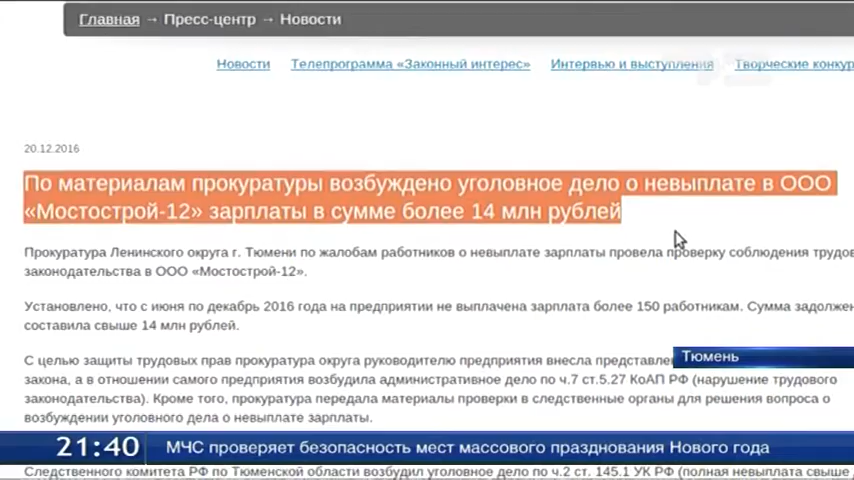 Главная → Пресс-центр → Новости
Новости Телепрограмма «Законный интерес» Интервью и выступления Творческие
20.12.2016
По материалам прокуратуры возбуждено уголовное дело о невыплате в ООО
«Мостострой-12» зарплаты в сумме более 14 млн рублей
Прокуратура Ленинского округа г. Тюмени по жалобам работников о невыплате зарплаты провела проверку соблюдения
законодательства в ООО «Мостострой-12».
Установлено, что с июня по декабрь 2016 года на предприятии не выплачена зарплата более 150 работникам. Сумма
составила свыше 14 млн рублей.
С целью защиты трудовых прав прокуратура округа руководителю предприятия внесла
Тюмень
закона, а в отношении самого предприятия возбудила административное дело по ч.7 ст.5.27 КоАП РФ (нарушение трудового
законодательства). Кроме того, прокуратура передала материалы проверки в следственные органы для решения вопроса о
возбуждении уголовного дела о невыплате зарплаты.
21:40 МЧС проверяет безопасность мест массового празднования Нового года
Следственного комитета РФ по Тюменской области возбудил уголовное дело по ч.2 ст. 145.1 УК РФ (полная невыплата свыше